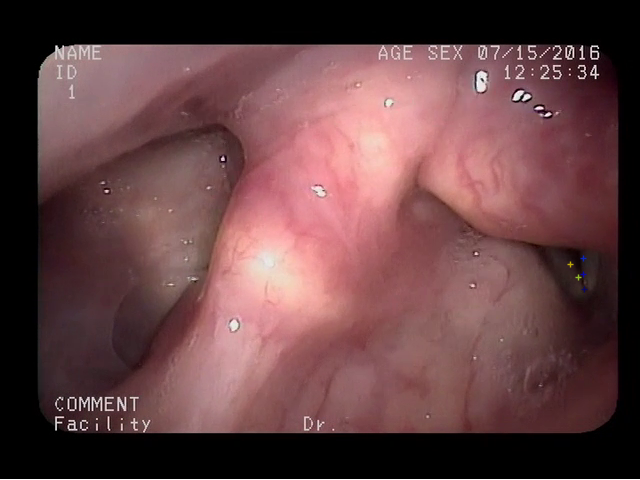 NAME AGE SEX 07/15/2016
ID 12:25:34
1
COMMENT
Facility Dr.